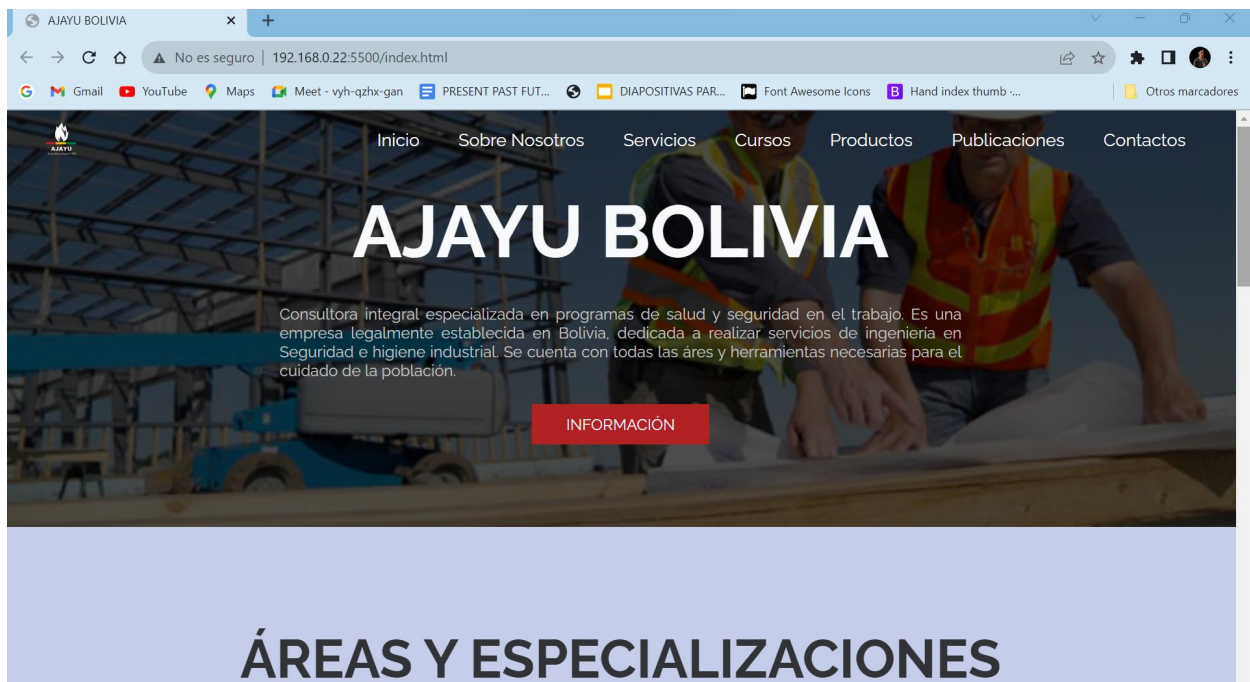 AJAYU BOLIVIA
No es seguro | 192.168.0.22:5500/index.html
Gmail YouTube Maps Meet - vyh-qzhx-gan PRESENT PAST FUT... DIAPOSITIVAS PAR... Font Awesome Icons B Hand index thumb ·... Otros marcadores
AJAYU
Inicio Sobre Nosotros Servicios Cursos Productos Publicaciones Contactos
AJAYU BOLIVIA
Consultora integral especializada en programas de salud y seguridad en el trabajo. Es una
empresa legalmente establecida en Bolivia, dedicada a realizar servicios de ingeniería en
Seguridad e higiene industrial. Se cuenta con todas las áres y herramientas necesarias para el
cuidado de la población.
INFORMACIÓN
ÁREAS Y ESPECIALIZACIONES